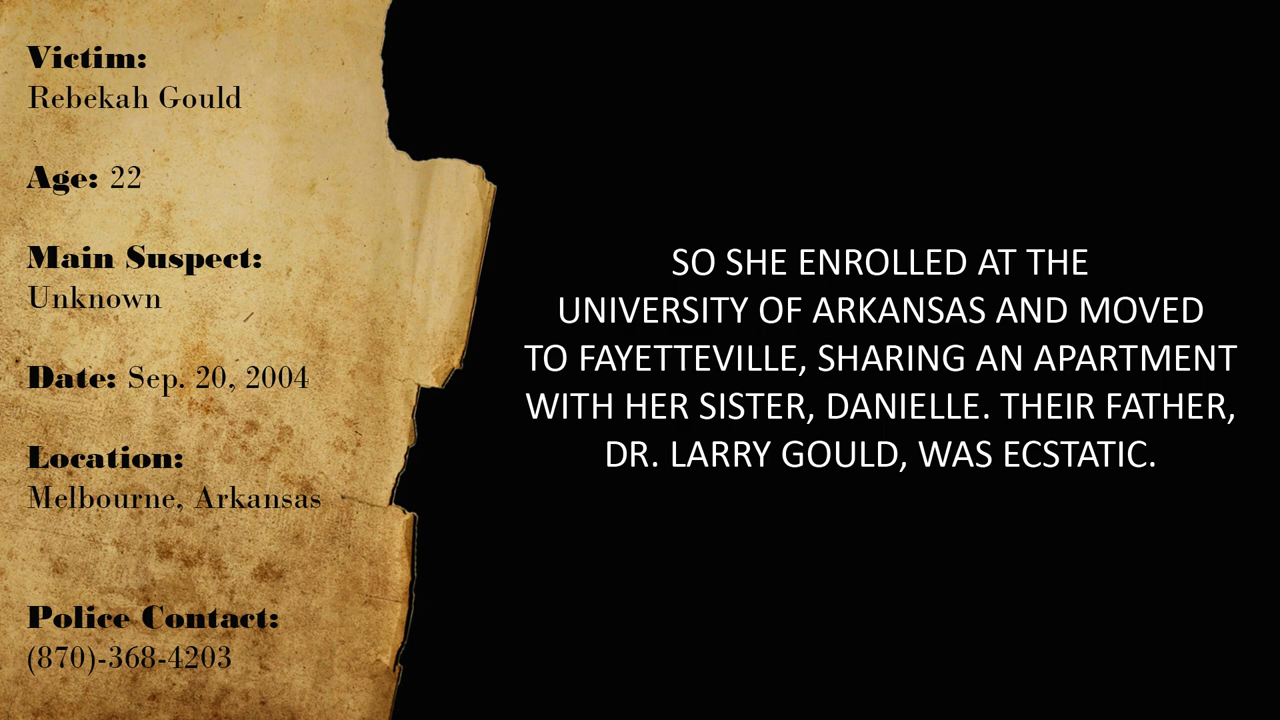 Victim:
Rebekah Gould
Age: 22
Main Suspect:
Unknown
Date: Sep. 20, 2004
Location:
Melbourne, Arkansas
Police Contact:
(870)-368-4203
SO SHE ENROLLED AT THE
UNIVERSITY OF ARKANSAS AND MOVED
TO FAYETTEVILLE, SHARING AN APARTMENT
WITH HER SISTER, DANIELLE. THEIR FATHER,
DR. LARRY GOULD, WAS ECSTATIC.